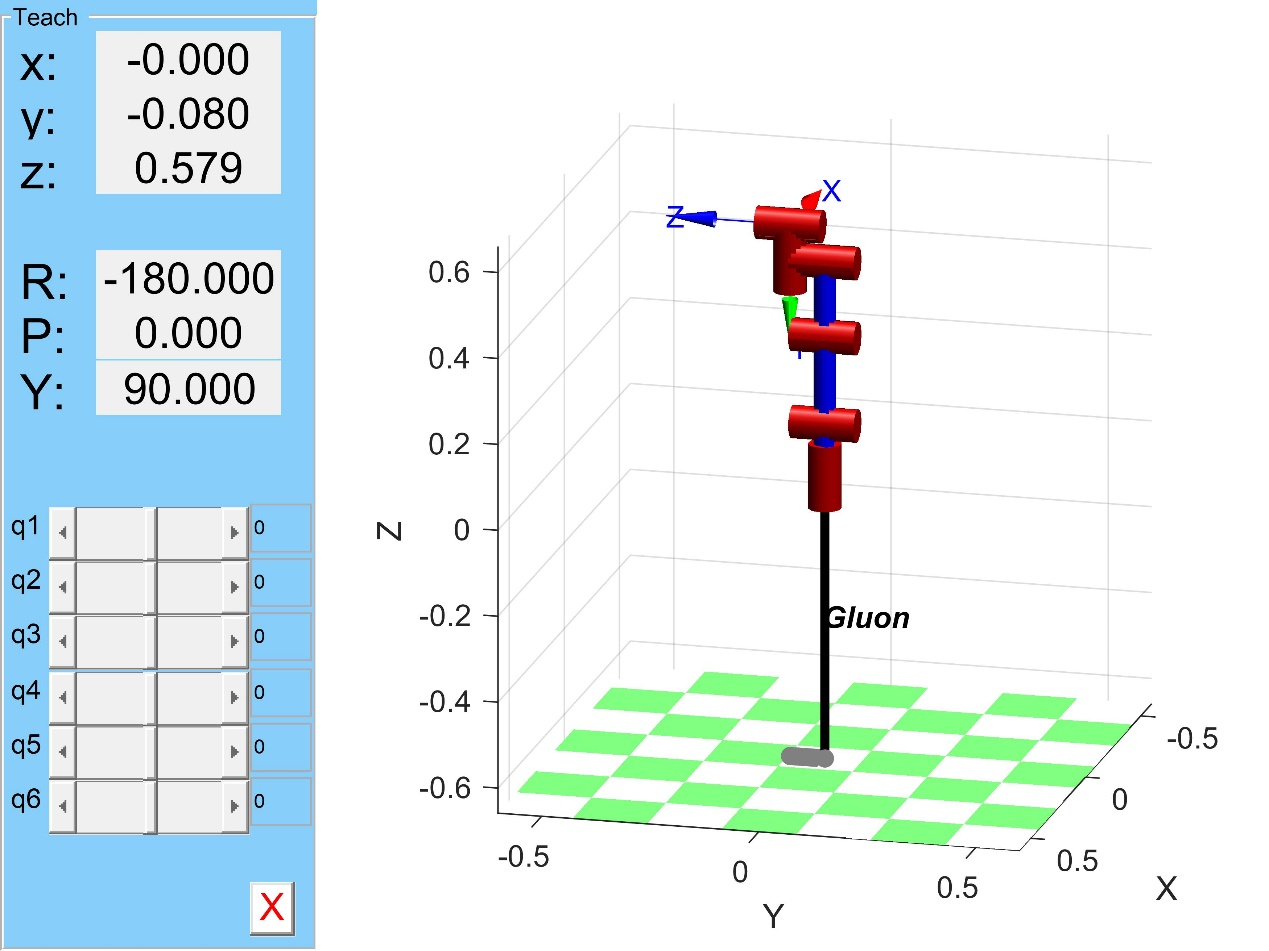 Teach
x: -0.000
y: -0.080
z: 0.579
R: -180.000
P: 0.000
Y: 90.000
q1 0
q2 0
q3 0
q4 0
q5 0
q6 0
X
X
Z
0.6
0.4
0.2
0
-0.2
-0.4
-0.6
Z
Gluon
-0.5
0
0.5
Y
-0.5
0
0.5
X